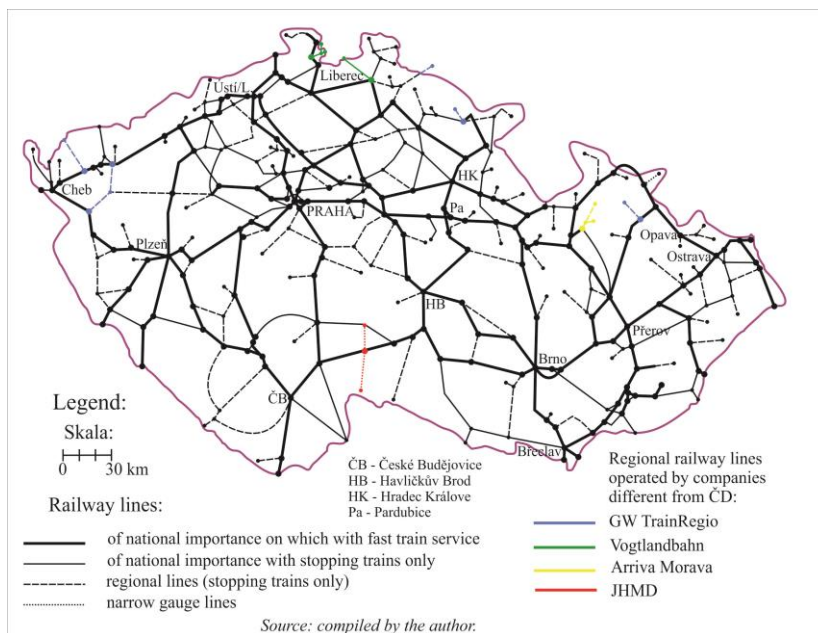 Liberec
Ustí/L.
Cheb
HK
PRAHA
Pa
Plzeň
Opava
Ostrava
HB
Přerov
Brno
ČB
Břeclav
Legend:
Skala:
0 30 km
Railway lines:
of national importance on which with fast train service
of national importance with stopping trains only
regional lines (stopping trains only)
narrow gauge lines
ČB - České Budějovice
HB - Havličkův Brod
HK - Hradec Králove
Pa - Pardubice
Regional railway lines
operated by companies
different from ČD:
GW TrainRegio
Vogtlandbahn
Arriva Morava
JHMD
Source: compiled by the author.